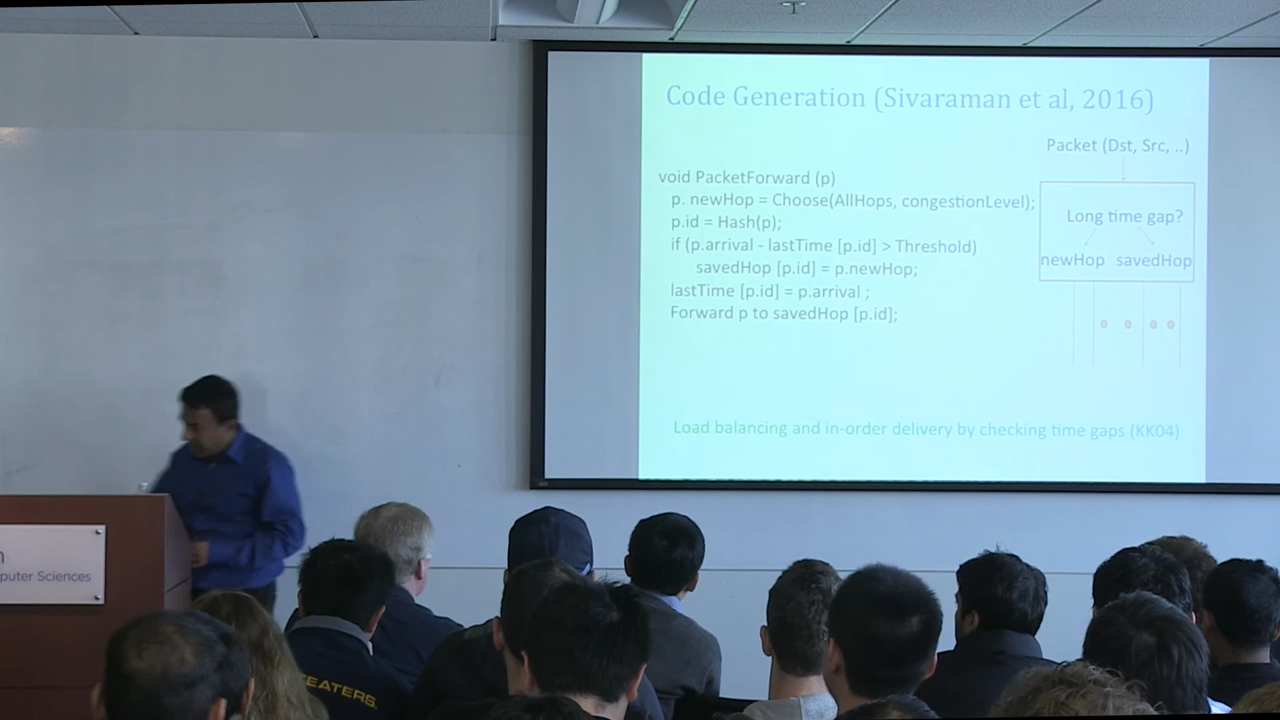 Code Generation (Sivaraman et al, 2016)
Packet (Dst, Src, ..)
void PacketForward (p)
p. newHop = Choose(AllHops, congestionLevel);
p.id = Hash(p);
if (p.arrival - lastTime [p.id] > Threshold)
savedHop [p.id] = p.newHop;
lastTime [p.id] = p.arrival ;
Forward p to savedHop [p.id];
Long time gap?
newHop savedHop
Load balancing and in-order delivery by checking time gaps (KK04)
n
puter Sciences
EATERS